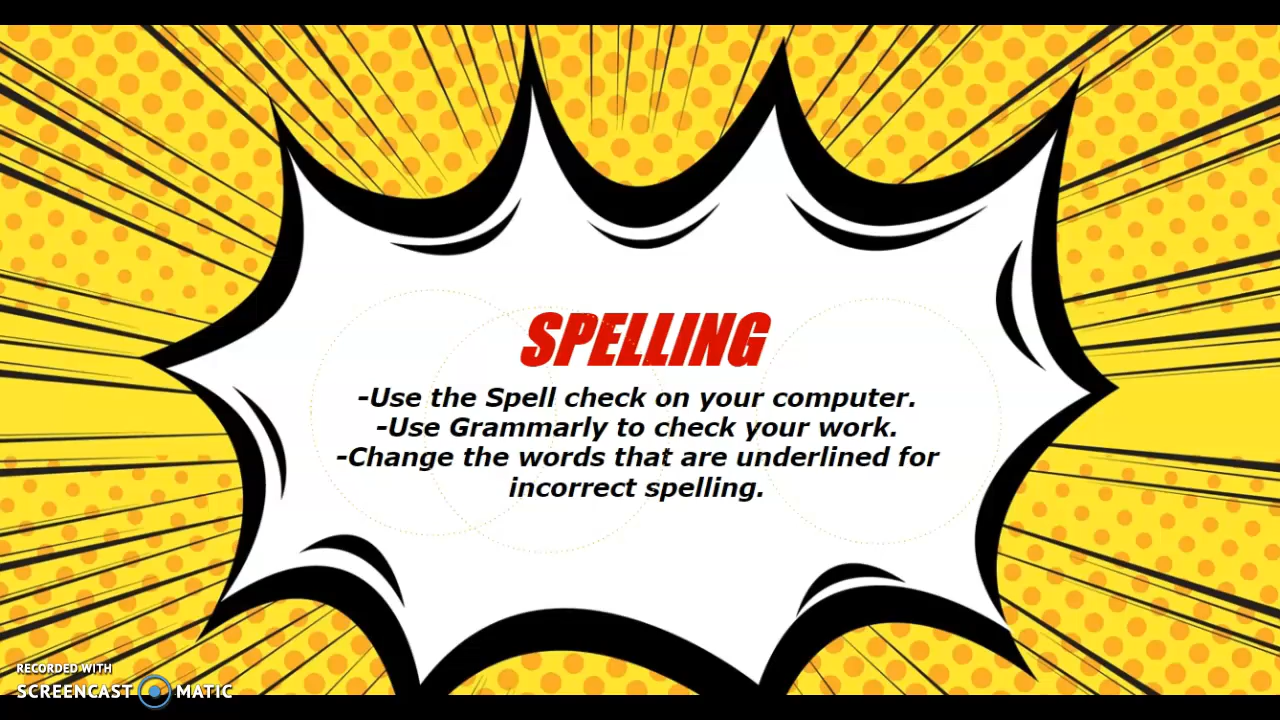 SPELLING
-Use the Spell check on your computer.
-Use Grammarly to check your work.
-Change the words that are underlined for
incorrect spelling.
RECORDED WITH
SCREENCAST MATIC